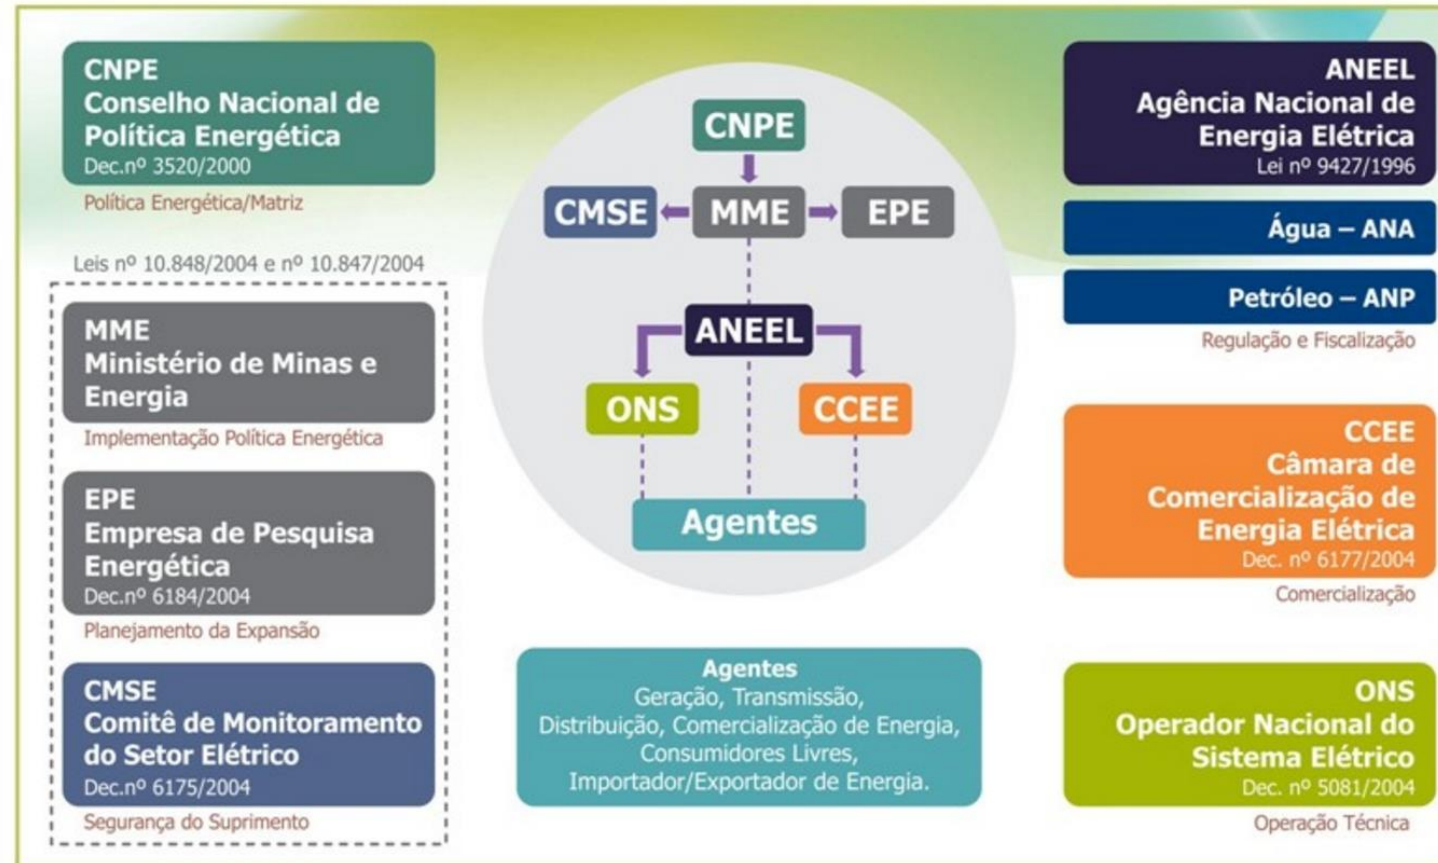 CNPE
Conselho Nacional de
Política Energética
Dec.nº 3520/2000
Política Energética/Matriz
Leis nº 10.848/2004 e nº 10.847/2004
MME
Ministério de Minas e
Energia
Implementação Política Energética
EPE
Empresa de Pesquisa
Energética
Dec.nº 6184/2004
Planejamento da Expansão
CMSE
Comitê de Monitoramento
do Setor Elétrico
Dec.nº 6175/2004
Segurança do Suprimento
CNPE
CMSE
MME
EPE
ANEEL
ONS
CCEE
Agentes
Agentes
Geração, Transmissão,
Distribuição, Comercialização de Energia,
Consumidores Livres,
Importador/Exportador de Energia.
ANEEL
Agência Nacional de
Energia Elétrica
Lei nº 9427/1996
Água – ANA
Petróleo – ANP
Regulação e Fiscalização
CCEE
Câmara de
Comercialização de
Energia Elétrica
Dec. nº 6177/2004
Comercialização
ONS
Operador Nacional do
Sistema Elétrico
Dec. nº 5081/2004
Operação Técnica